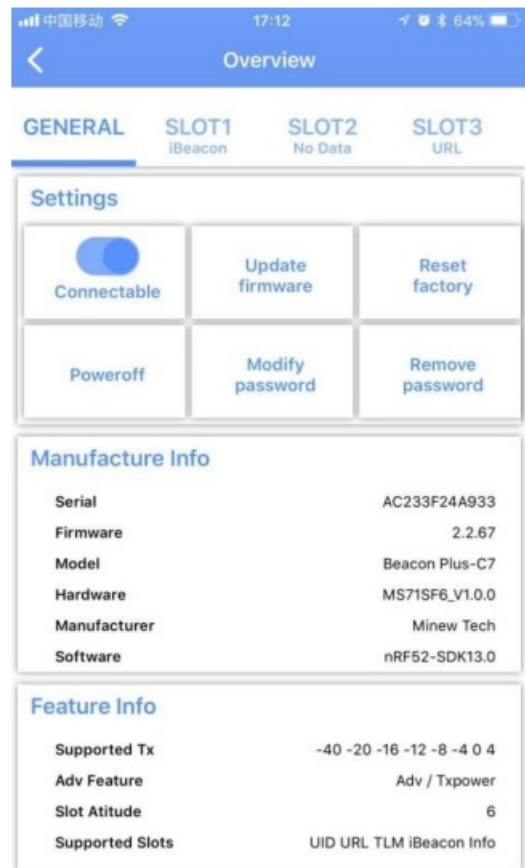 中国移动 17:12 64%
Overview
GENERAL SLOT1 SLOT2 SLOT3
iBeacon No Data URL
Settings
Connectable Update firmware Reset factory
Poweroff Modify password Remove password
Manufacture Info
Serial AC233F24A933
Firmware 2.2.67
Model Beacon Plus-C7
Hardware MS71SF6_V1.0.0
Manufacturer Minew Tech
Software nRF52-SDK13.0
Feature Info
Supported Tx -40 -20 -16 -12 -8 -4 0 4
Adv Feature Adv / Txpower
Slot Atitude 6
Supported Slots UID URL TLM iBeacon Info